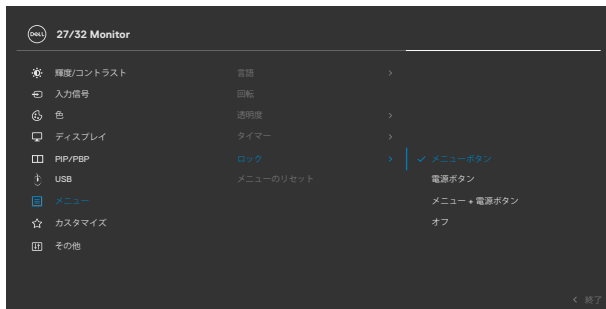 DELL 27/32 Monitor
輝度/コントラスト 言語
入力信号 回転
色 透明度
ディスプレイ タイマー
PIP/PBP ロック メニューボタン
USB メニューのリセット 電源ボタン
メニュー メニュー + 電源ボタン
カスタマイズ オフ
その他
終了